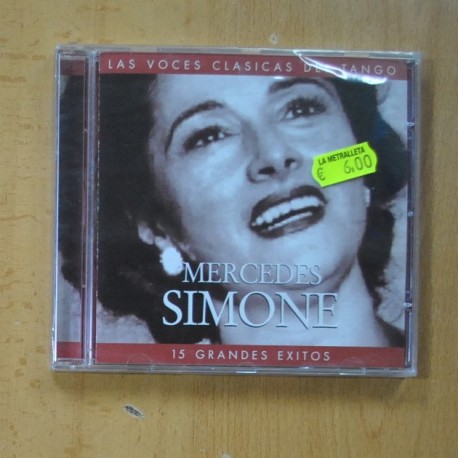 LAS VOCES CLASICAS DEL TANGO
LA METRALLETA
€ 6.00
MERCEDES
SIMONE
15 GRANDES EXITOS